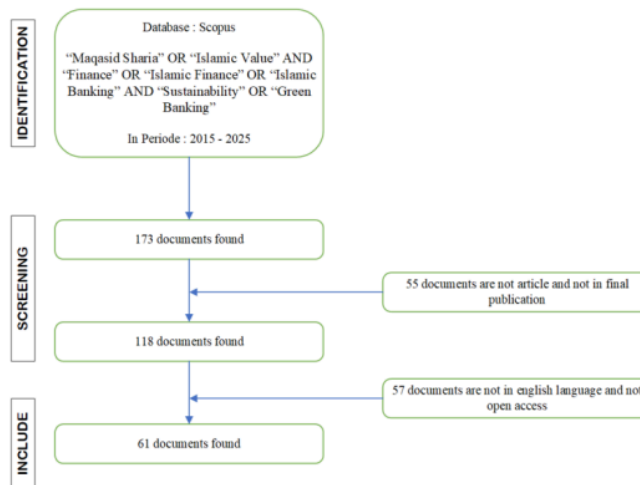 IDENTIFICATION
Database : Scopus
“Maqasid Sharia” OR “Islamic Value” AND
“Finance” OR “Islamic Finance” OR “Islamic
Banking” AND “Sustainability” OR “Green
Banking”
In Periode : 2015 - 2025
SCREENING
173 documents found
55 documents are not article and not in final
publication
118 documents found
57 documents are not in english language and not
open access
INCLUDE
61 documents found